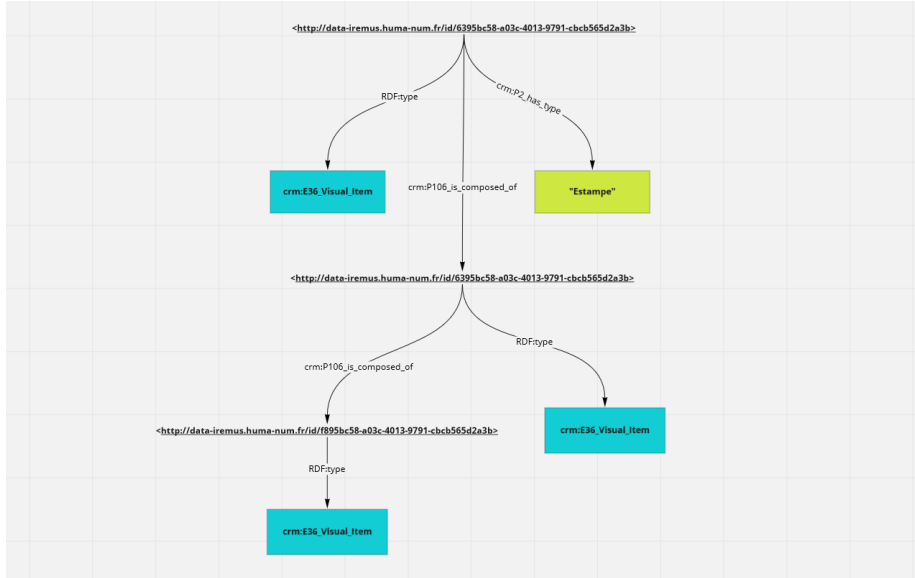 <http://data-iremus.huma-num.fr/id/6395bc58-a03c-4013-9791-cbcb565d2a3b>
RDF:type
crm:P2_has_type
crm:E36_Visual_Item
crm:P106_is_composed_of
"Estampe"
<http://data-iremus.huma-num.fr/id/6395bc58-a03c-4013-9791-cbcb565d2a3b>
RDF:type
crm:P106_is_composed_of
crm:E36_Visual_Item
<http://data-iremus.huma-num.fr/id/f895bc58-a03c-4013-9791-cbcb565d2a3b>
RDF:type
crm:E36_Visual_Item